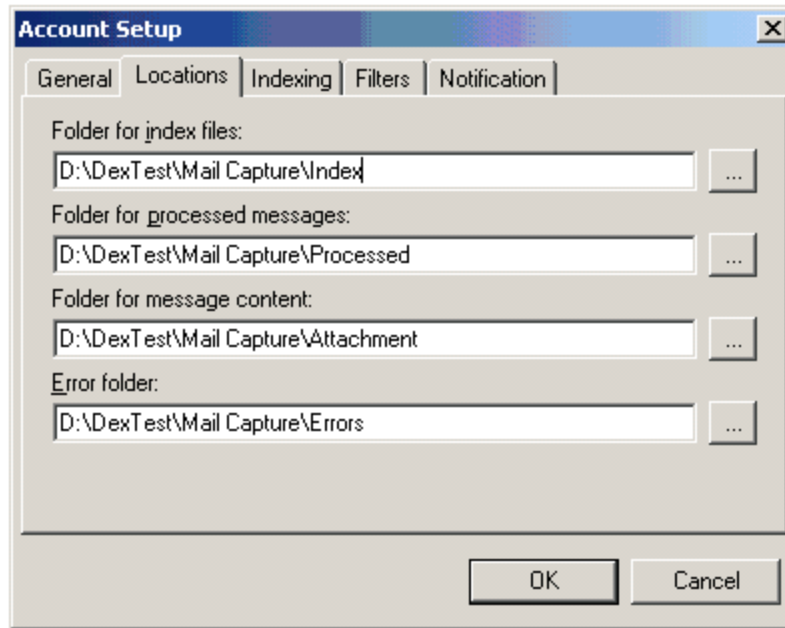 Account Setup
General Locations Indexing Filters Notification
Folder for index files:
D:\DexTest\Mail Capture\Index
...
Folder for processed messages:
D:\DexTest\Mail Capture\Processed
...
Folder for message content:
D:\DexTest\Mail Capture\Attachment
...
Error folder:
D:\DexTest\Mail Capture\Errors
...
OK Cancel